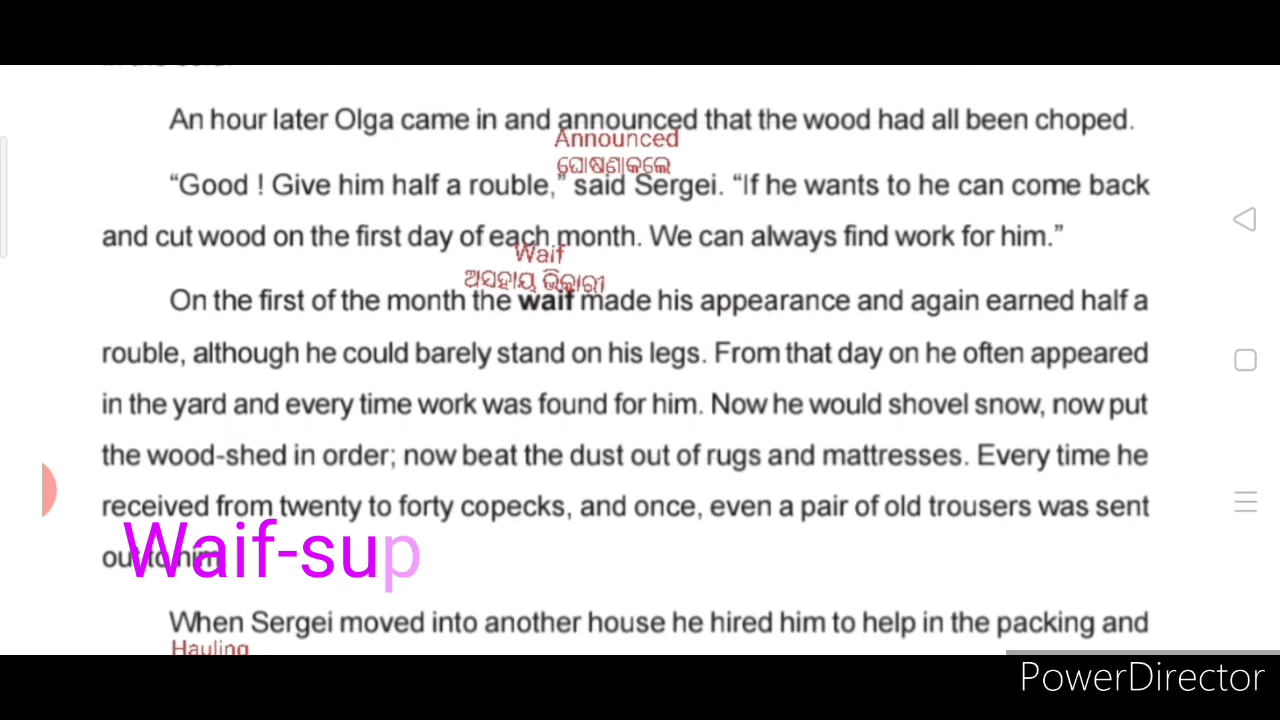 An hour later Olga came in and announced that the wood had all been choped.
Announced
ଘୋଷଣାକଲେ
“Good ! Give him half a rouble,” said Sergei. “If he wants to he can come back
and cut wood on the first day of each month. We can always find work for him.”
Waif
ଅସହାୟ ଭିକାରୀ
On the first of the month the waif made his appearance and again earned half a
rouble, although he could barely stand on his legs. From that day on he often appeared
in the yard and every time work was found for him. Now he would shovel snow, now put
the wood-shed in order; now beat the dust out of rugs and mattresses. Every time he
received from twenty to forty copecks, and once, even a pair of old trousers was sent
out to him.
Waif-sup
When Sergei moved into another house he hired him to help in the packing and
Hauling
PowerDirector